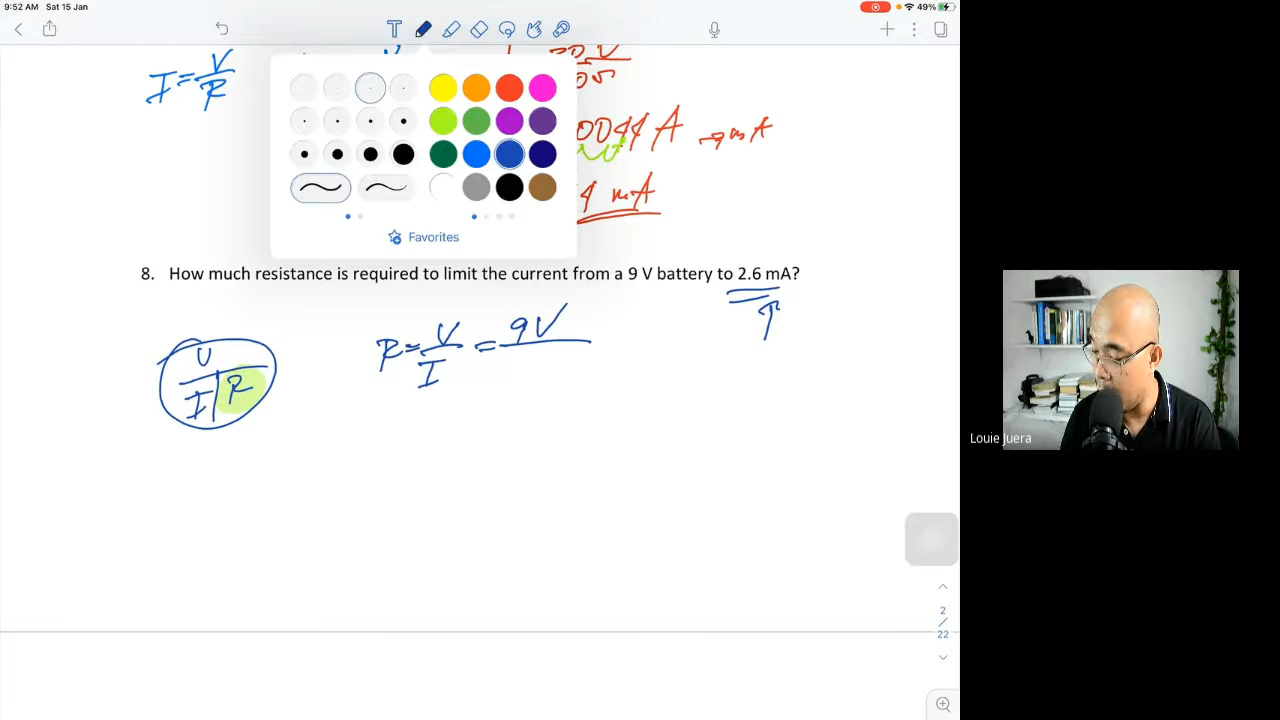 9:52 AM Sat 15 Jan
49%
T
I = V/R
0044 A → mA
4 mA
Favorites
8. How much resistance is required to limit the current from a 9 V battery to 2.6 mA?
V
I R
R = V/I = 9V
Louie Juera
2
/
22